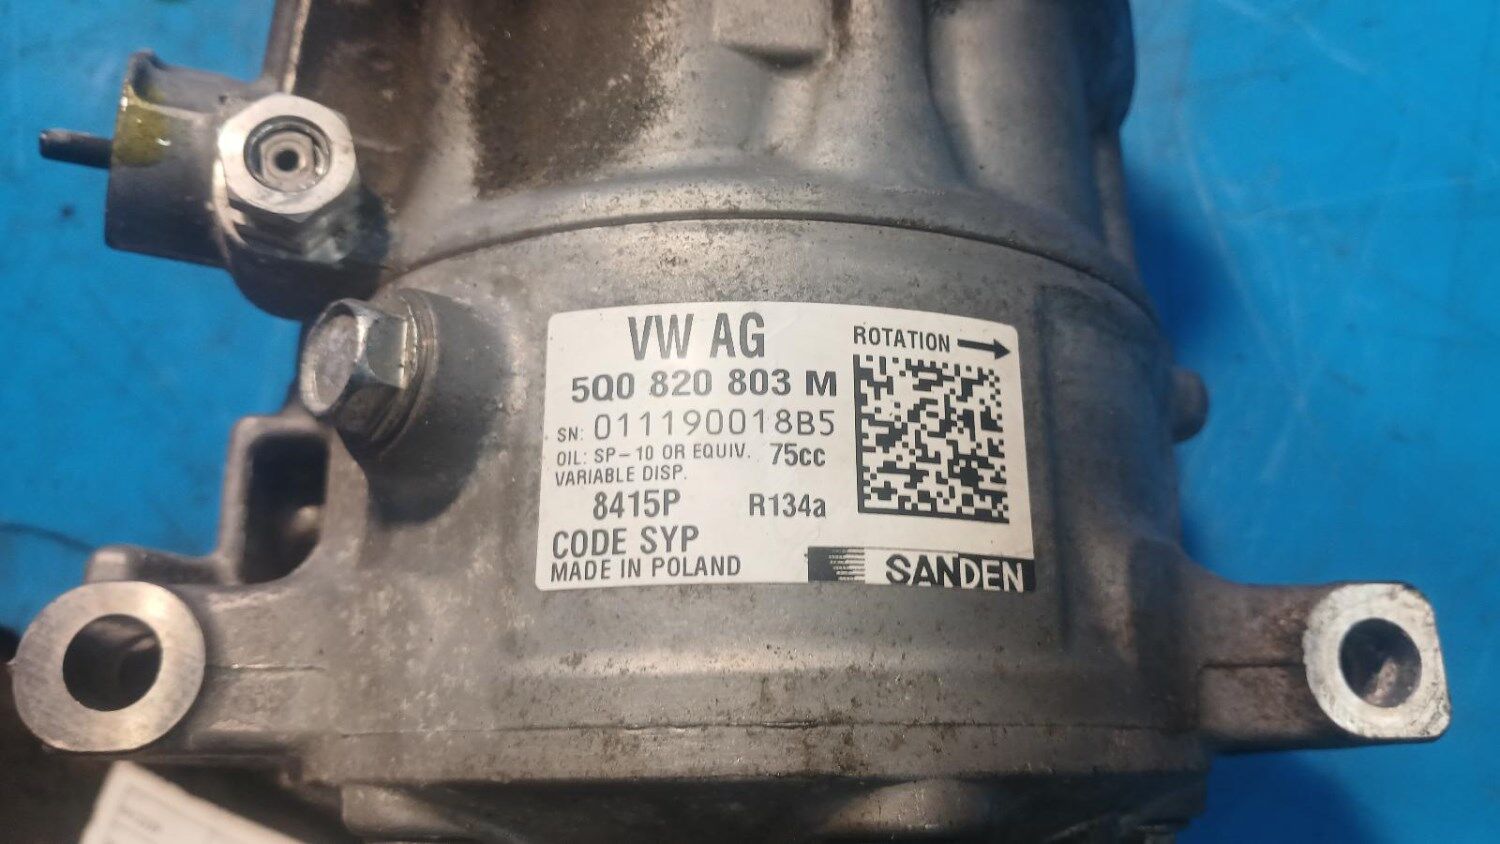 VW AG
ROTATION
5Q0 820 803 M
SN: 011190018B5
OIL: SP-10 OR EQUIV. 75cc
VARIABLE DISP.
8415P R134a
CODE SYP
MADE IN POLAND
SANDEN